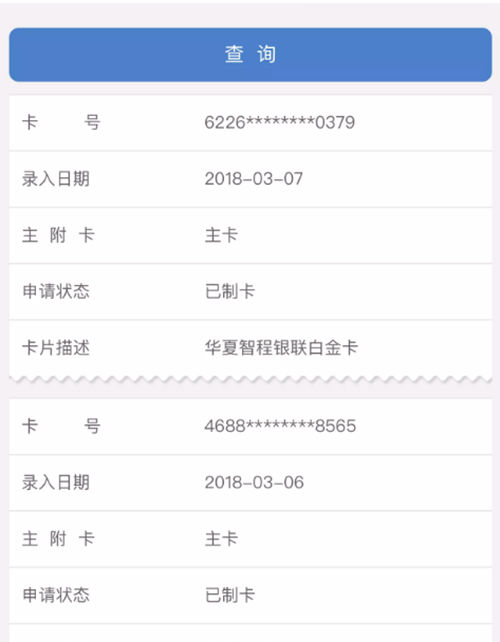 查 询
卡 号 6226********0379
录入日期 2018-03-07
主 附 卡 主卡
申请状态 已制卡
卡片描述 华夏智程银联白金卡
卡 号 4688********8565
录入日期 2018-03-06
主 附 卡 主卡
申请状态 已制卡